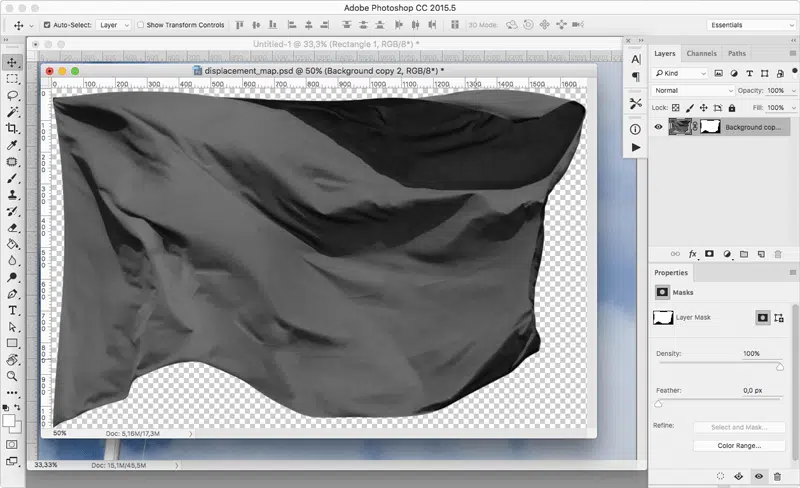 Adobe Photoshop CC 2015.5
Auto-Select: Layer Show Transform Controls 3D Mode: Essentials
Untitled-1 @ 33,3% (Rectangle 1, RGB/8*) *
displacement_map.psd @ 50% (Background copy 2, RGB/8*) *
0 100 200 300 400 500 600 700 800 900 1000 1100 1200 1300 1400 1500 1600
Layers Channels Paths
Kind
Normal Opacity: 100%
Lock: Fill: 100%
Background cop...
Properties
Masks
Layer Mask
Density: 100%
Feather: 0,0 px
Refine: Select and Mask...
Color Range...
50% Doc: 5,16M/17,3M
33,33% Doc: 15,1M/45,5M